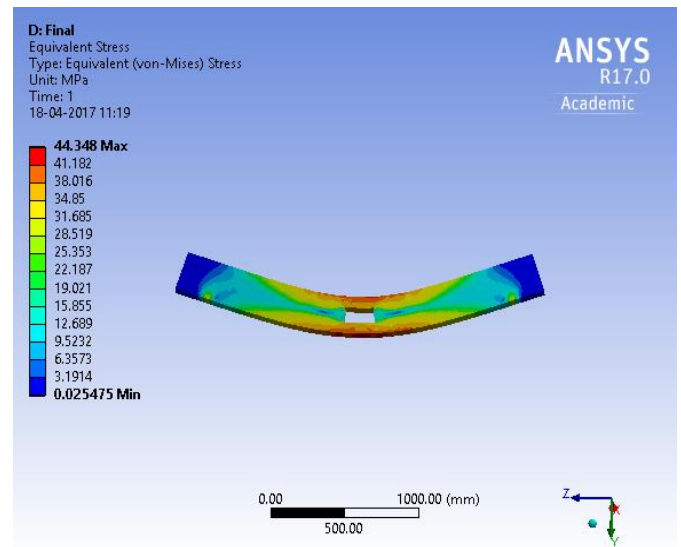 D: Final
Equivalent Stress
Type: Equivalent (von-Mises) Stress
Unit: MPa
Time: 1
18-04-2017 11:19
ANSYS
R17.0
Academic
44.348 Max
41.182
38.016
34.85
31.685
28.519
25.353
22.187
19.021
15.855
12.689
9.5232
6.3573
3.1914
0.025475 Min
0.00
1000.00 (mm)
500.00
Z
X
Y